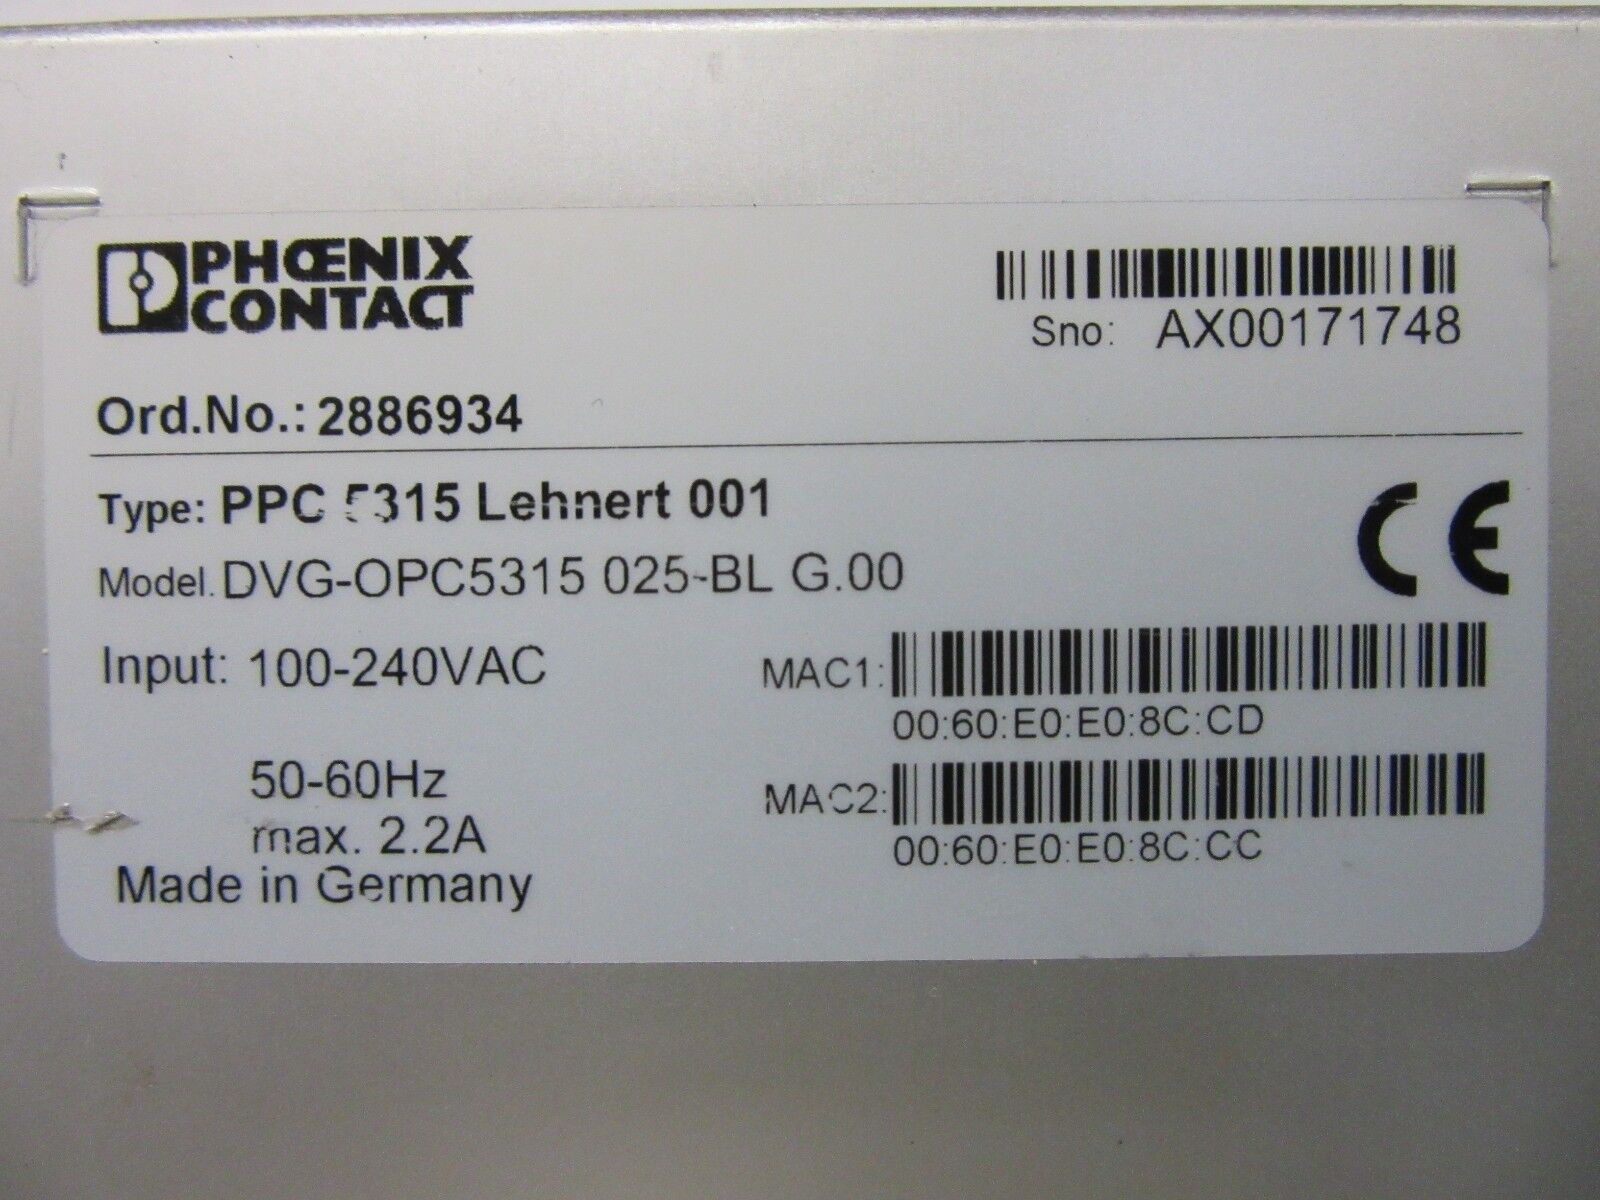 PHŒNIX
CONTACT
Sno: AX00171748
Ord.No.: 2886934
Type: PPC 5315 Lehnert 001
Model. DVG-OPC5315 025-BL G.00
CE
Input: 100-240VAC
MAC1:
00:60:E0:E0:8C:CD
50-60Hz
MAC2:
max. 2.2A
00:60:E0:E0:8C:CC
Made in Germany